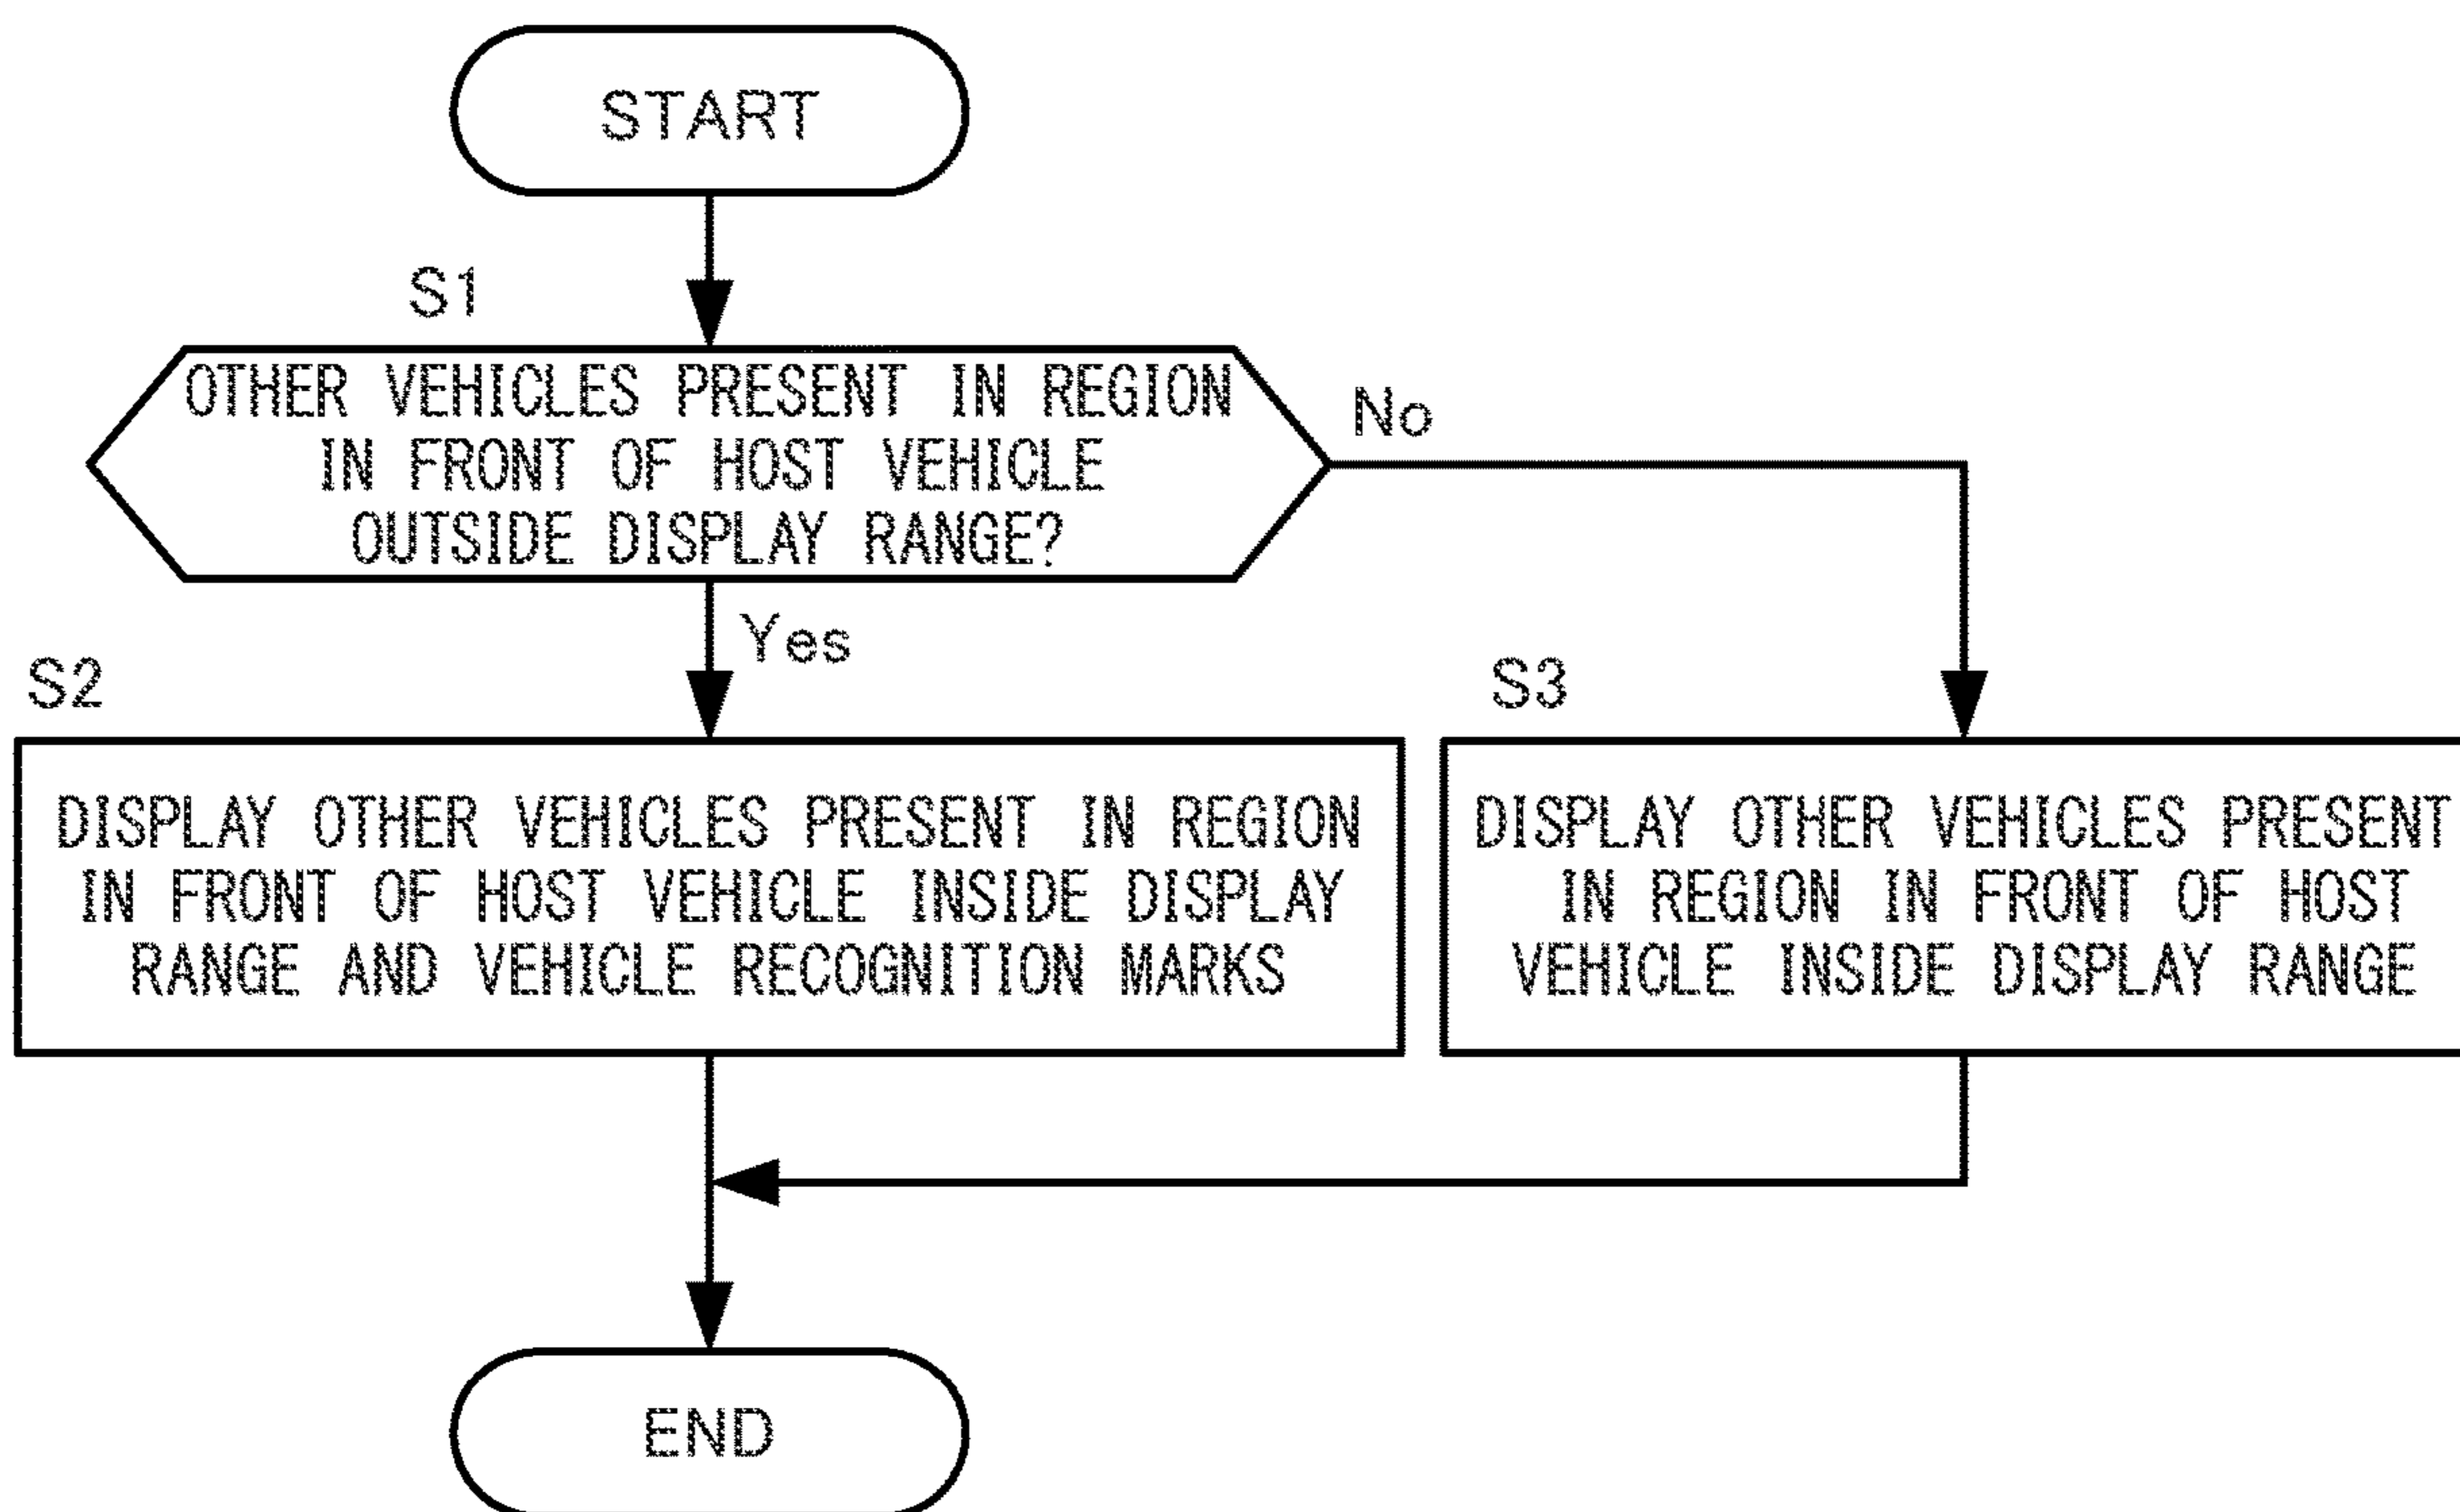 START
S1
OTHER VEHICLES PRESENT IN REGION
IN FRONT OF HOST VEHICLE
OUTSIDE DISPLAY RANGE?
No
Yes
S2
DISPLAY OTHER VEHICLES PRESENT IN REGION
IN FRONT OF HOST VEHICLE INSIDE DISPLAY
RANGE AND VEHICLE RECOGNITION MARKS
S3
DISPLAY OTHER VEHICLES PRESENT
IN REGION IN FRONT OF HOST
VEHICLE INSIDE DISPLAY RANGE
END